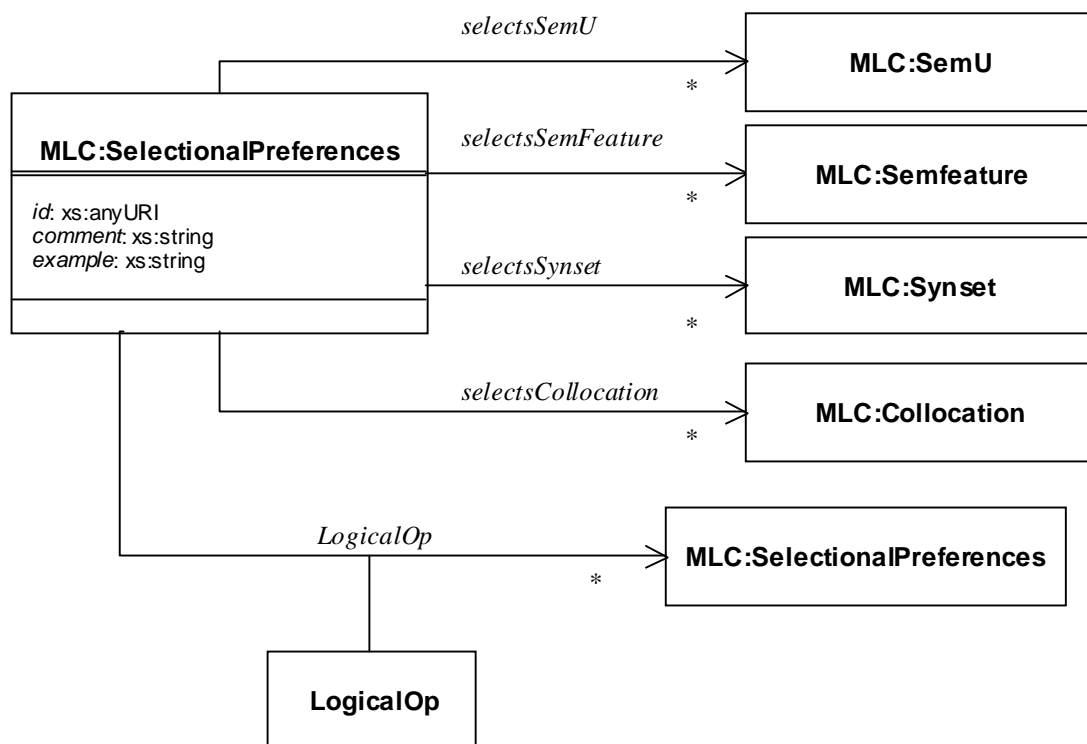 selectsSemU
MLC:SemU
*
MLC:SelectionalPreferences
selectsSemFeature
MLC:Semfeature
*
id: xs:anyURI
comment: xs:string
example: xs:string
selectsSynset
MLC:Synset
*
selectsCollocation
MLC:Collocation
*
LogicalOp
MLC:SelectionalPreferences
*
LogicalOp